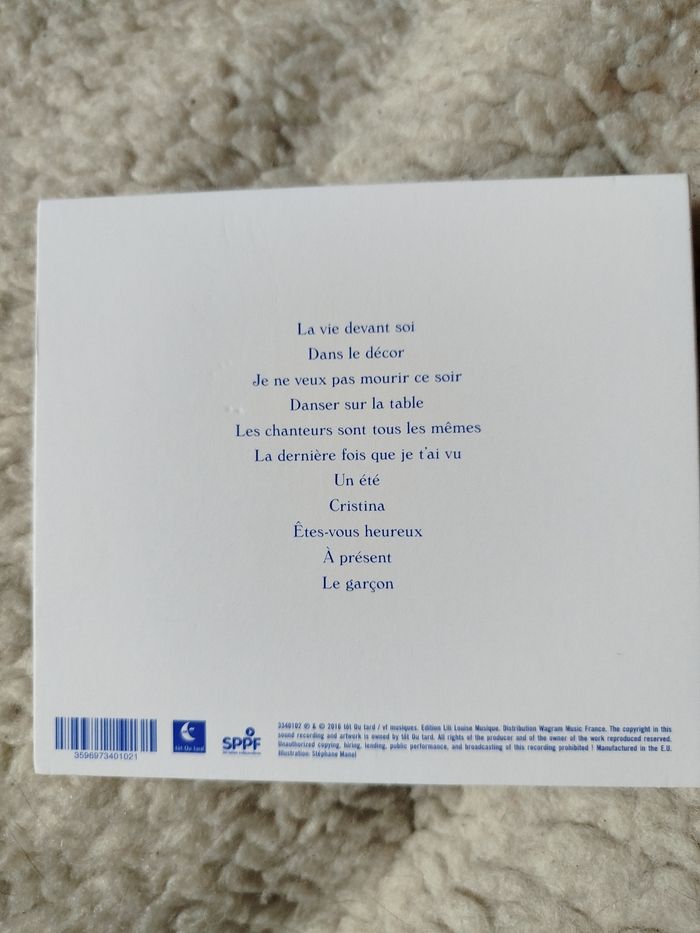 La vie devant soi
Dans le décor
Je ne veux pas mourir ce soir
Danser sur la table
Les chanteurs sont tous les mêmes
La dernière fois que je t'ai vu
Un été
Cristina
Êtes-vous heureux
À présent
Le garçon
3596973401021
tôt Ou tard
SPPF
3340102 ℗ & © 2016 tôt Ou tard / vf musiques. Edition Lili Louise Musique. Distribution Wagram Music France. The copyright in this
sound recording and artwork is owned by tôt Ou tard. All rights of the producer and of the owner of the work reproduced reserved.
Unauthorized copying, hiring, lending, public performance, and broadcasting of this recording prohibited ! Manufactured in the E.U.
Illustration: Stéphane Manel